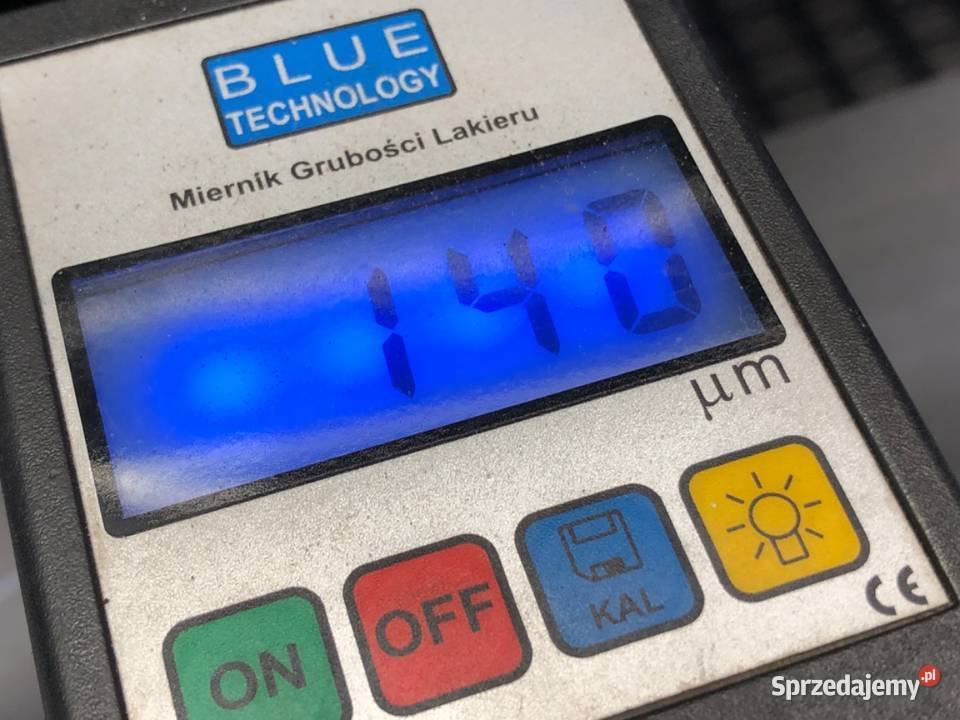 BLUE
TECHNOLOGY
Miernik Grubości Lakieru
140
µm
ON
OFF
KAL
CE
Sprzedajemy.pl